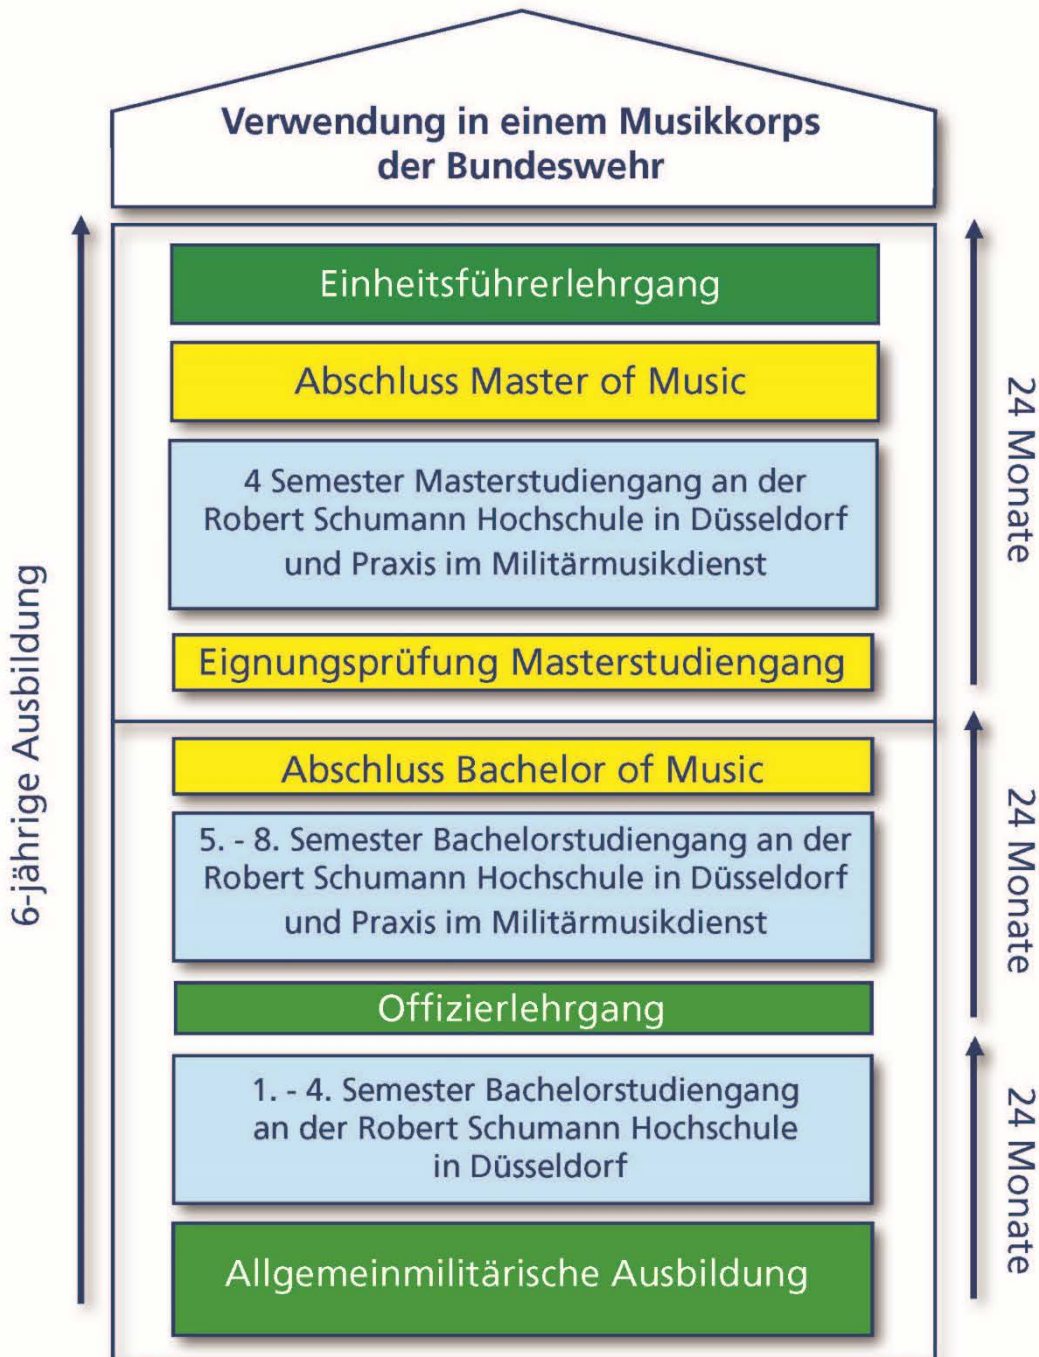 Verwendung in einem Musikkorps
der Bundeswehr
Einheitsführerlehrgang
Abschluss Master of Music
4 Semester Masterstudiengang an der
Robert Schumann Hochschule in Düsseldorf
und Praxis im Militärmusikdienst
Eignungsprüfung Masterstudiengang
24 Monate
Abschluss Bachelor of Music
5. - 8. Semester Bachelorstudiengang an der
Robert Schumann Hochschule in Düsseldorf
und Praxis im Militärmusikdienst
Offizierlehrgang
24 Monate
1. - 4. Semester Bachelorstudiengang
an der Robert Schumann Hochschule
in Düsseldorf
Allgemeinmilitärische Ausbildung
24 Monate
6-jährige Ausbildung